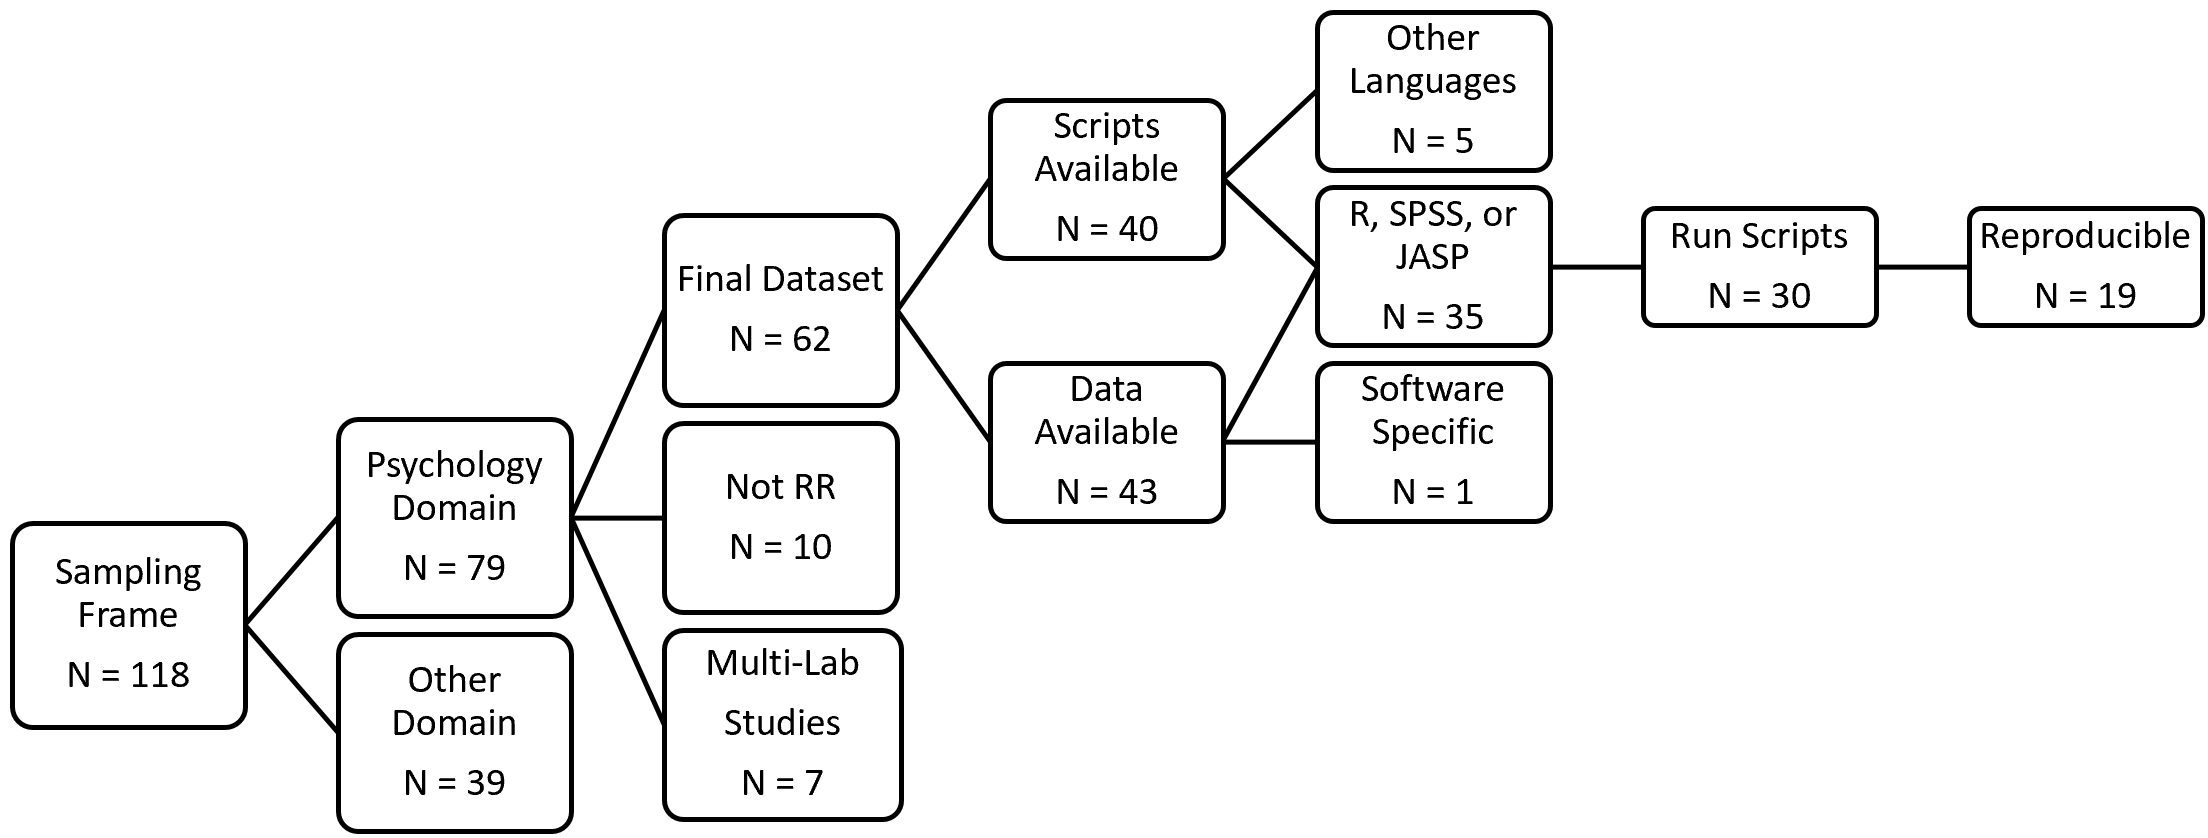 Sampling
Frame
N = 118
Psychology
Domain
N = 79
Other
Domain
N = 39
Final Dataset
N = 62
Not RR
N = 10
Multi-Lab
Studies
N = 7
Scripts
Available
N = 40
Data
Available
N = 43
Other
Languages
N = 5
R, SPSS, or
JASP
N = 35
Software
Specific
N = 1
Run Scripts
N = 30
Reproducible
N = 19